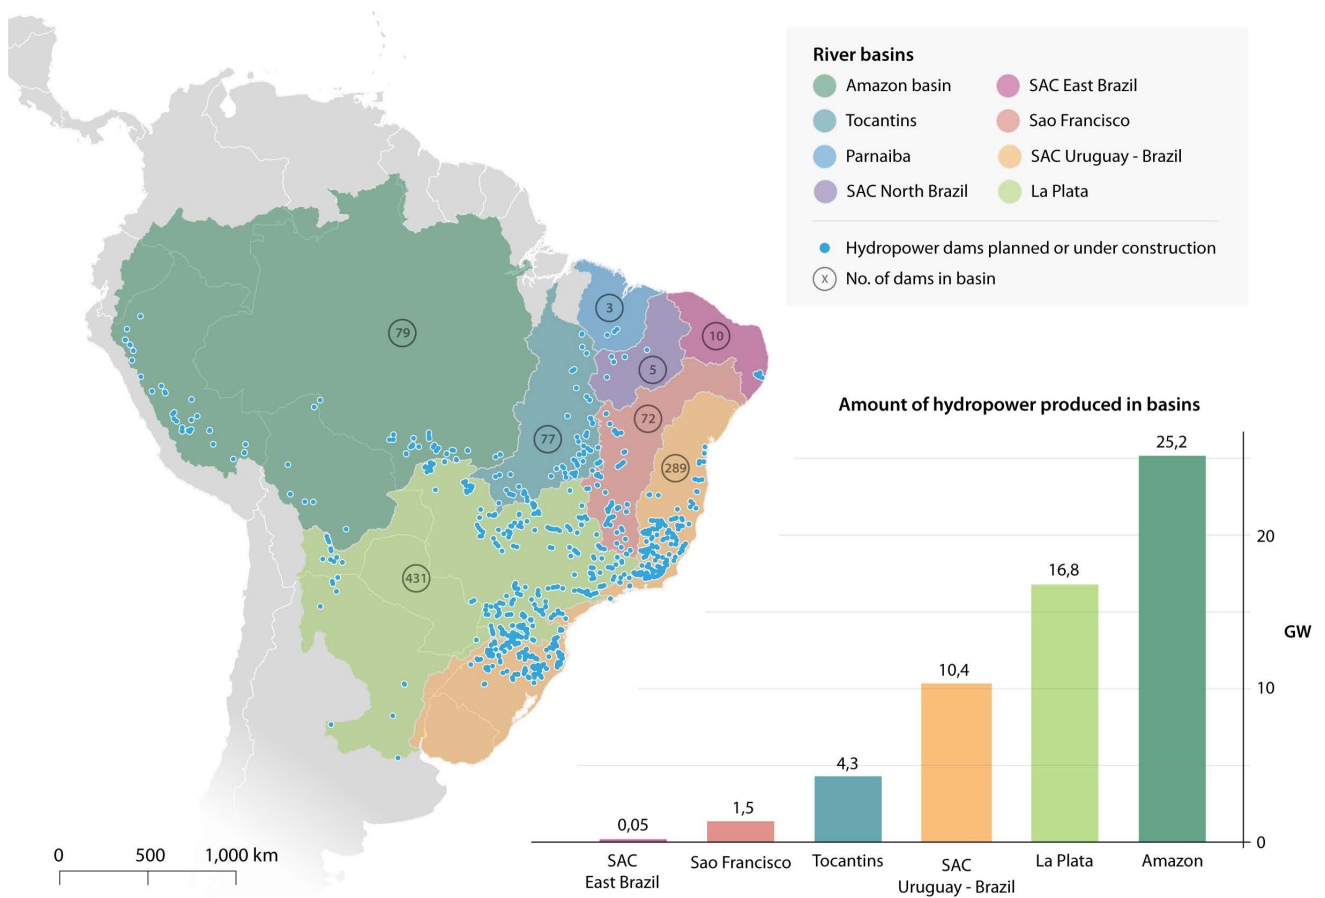 River basins
Amazon basin
SAC East Brazil
Tocantins
Sao Francisco
Parnaiba
SAC Uruguay - Brazil
SAC North Brazil
La Plata
Hydropower dams planned or under construction
X
No. of dams in basin
3
79
10
5
72
77
289
431
Amount of hydropower produced in basins
25,2
20
16,8
GW
10,4
10
4,3
1,5
0,05
0
SAC
East Brazil
Sao Francisco
Tocantins
SAC
Uruguay - Brazil
La Plata
Amazon
0 500 1,000 km